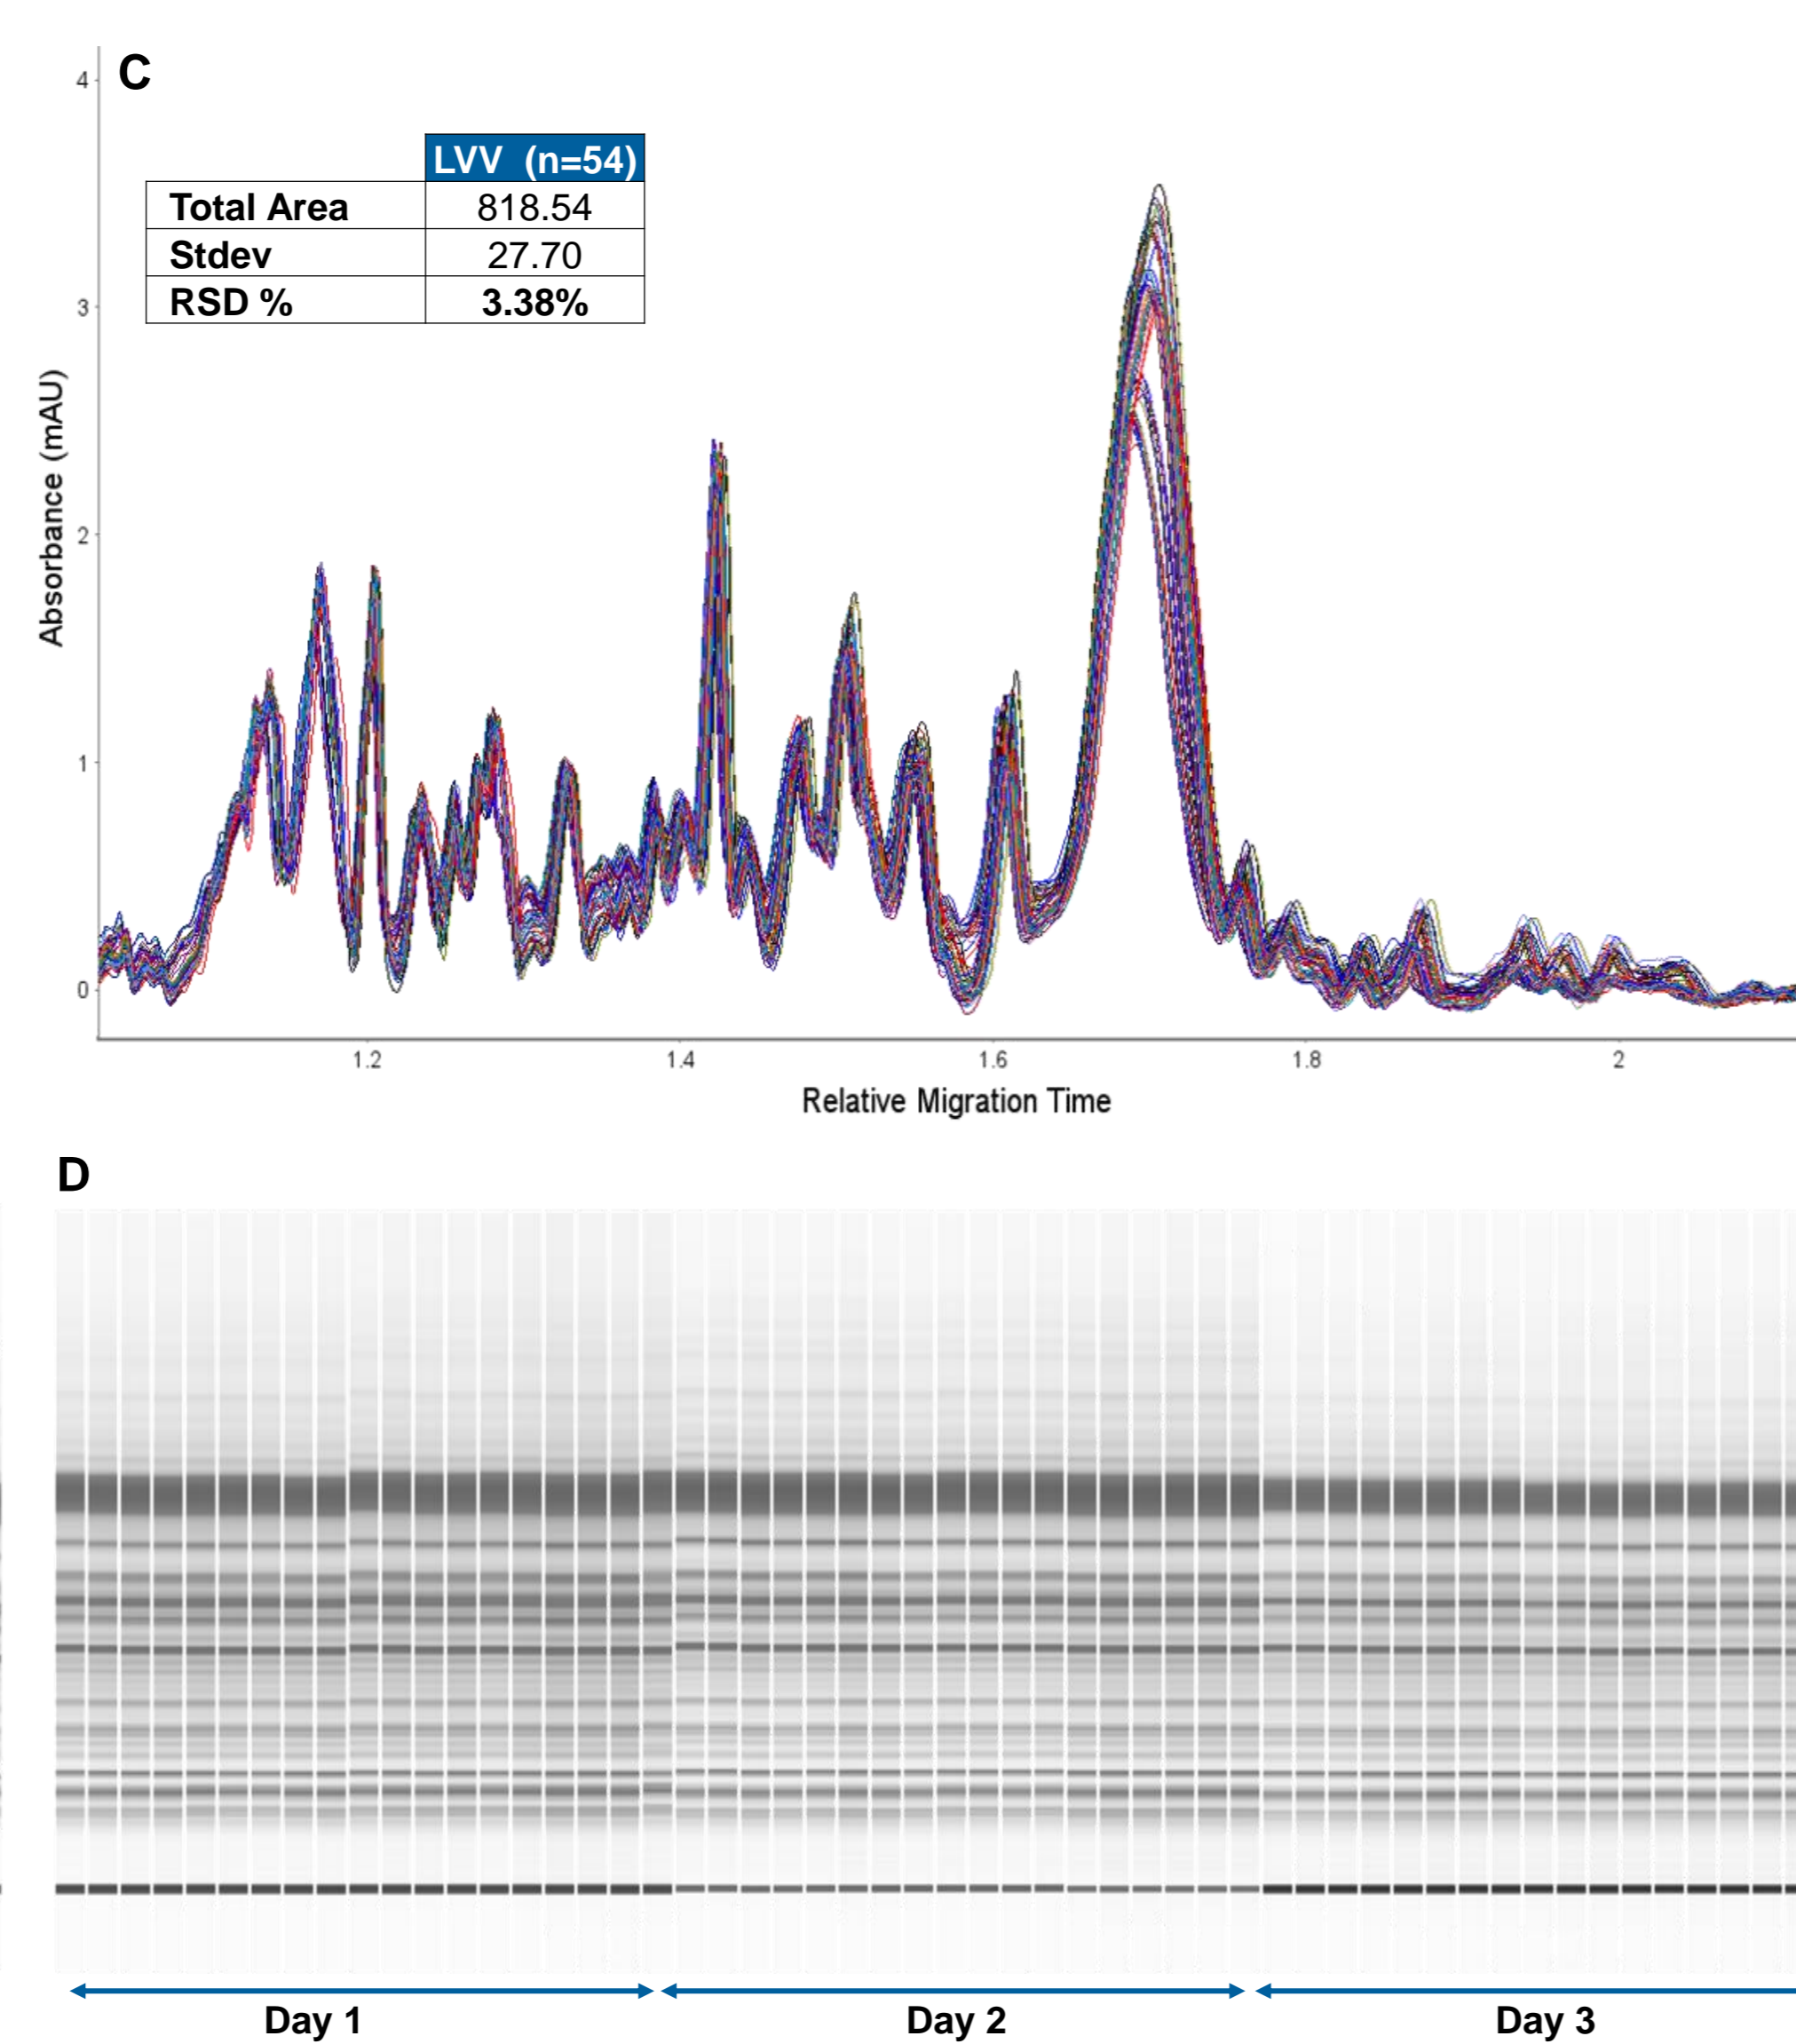 C
LVV (n=54)
Total Area 818.54
Stdev 27.70
RSD % 3.38%
4
3
2
1
0
Absorbance (mAU)
1.2 1.4 1.6 1.8 2
Relative Migration Time
D
Day 1 Day 2 Day 3